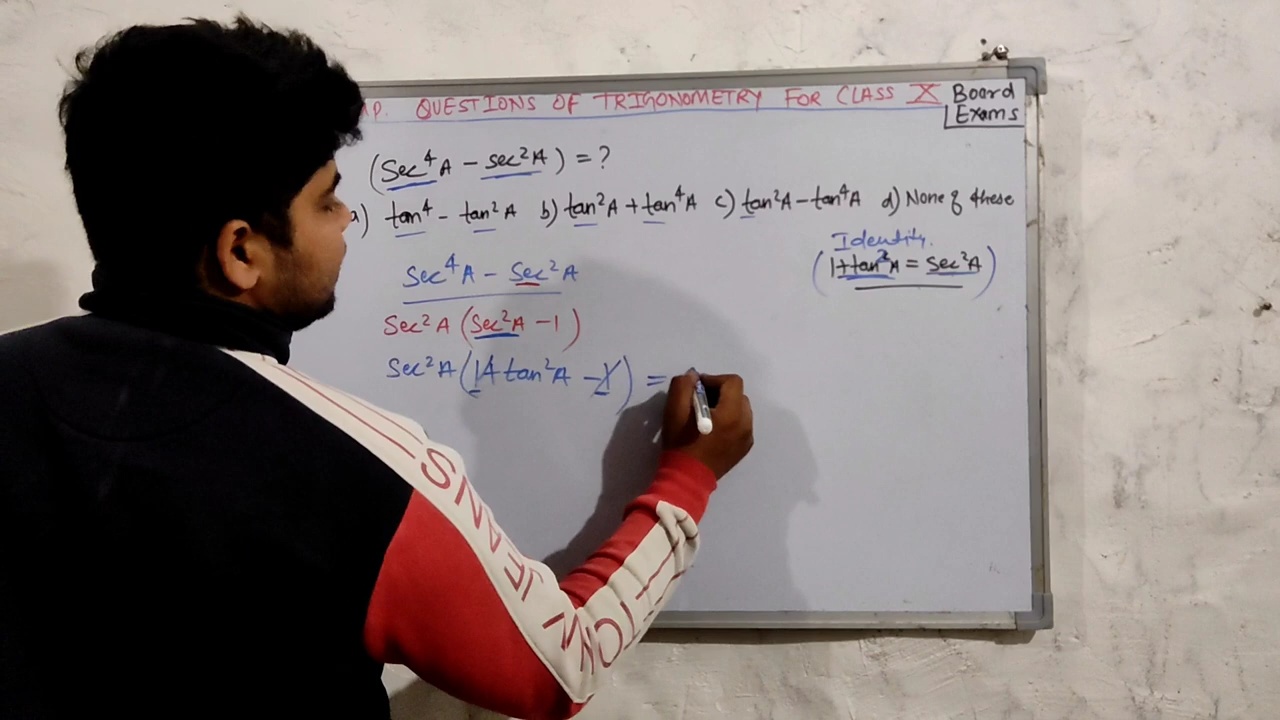 QUESTIONS OF TRIGONOMETRY FOR CLASS X Board Exams
(Sec⁴A - sec²A) = ?
a) tan⁴ - tan²A b) tan²A + tan⁴A c) tan²A - tan⁴A d) None of these
Identity
(1+tan²A = Sec²A)
Sec⁴A - Sec²A
Sec²A (Sec²A - 1)
Sec²A (1+ tan²A - 1) =
JEANS